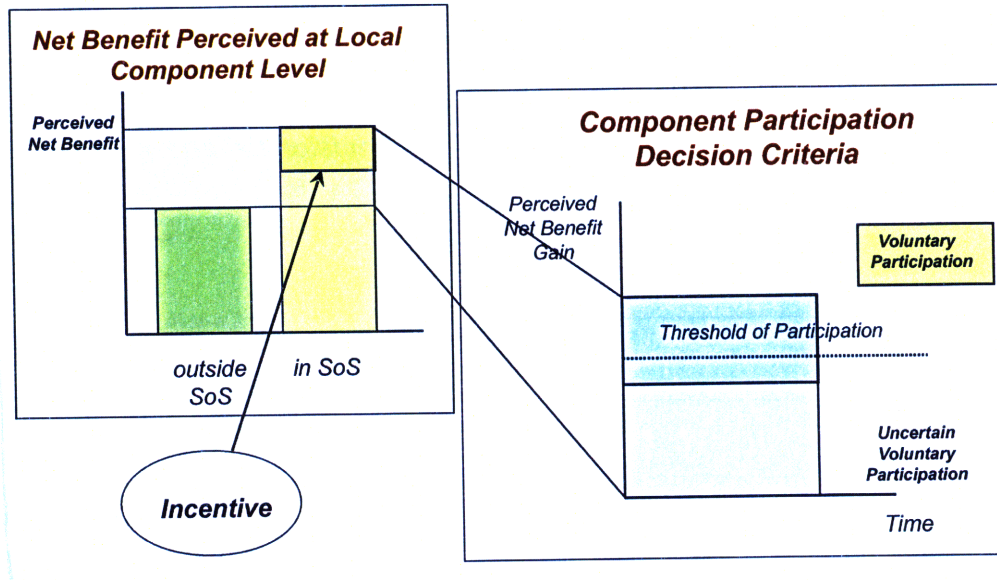 Net Benefit Perceived at Local
Component Level
Perceived
Net Benefit
outside
SoS
in SoS
Incentive
Component Participation
Decision Criteria
Perceived
Net Benefit
Gain
Voluntary
Participation
Threshold of Participation
Uncertain
Voluntary
Participation
Time